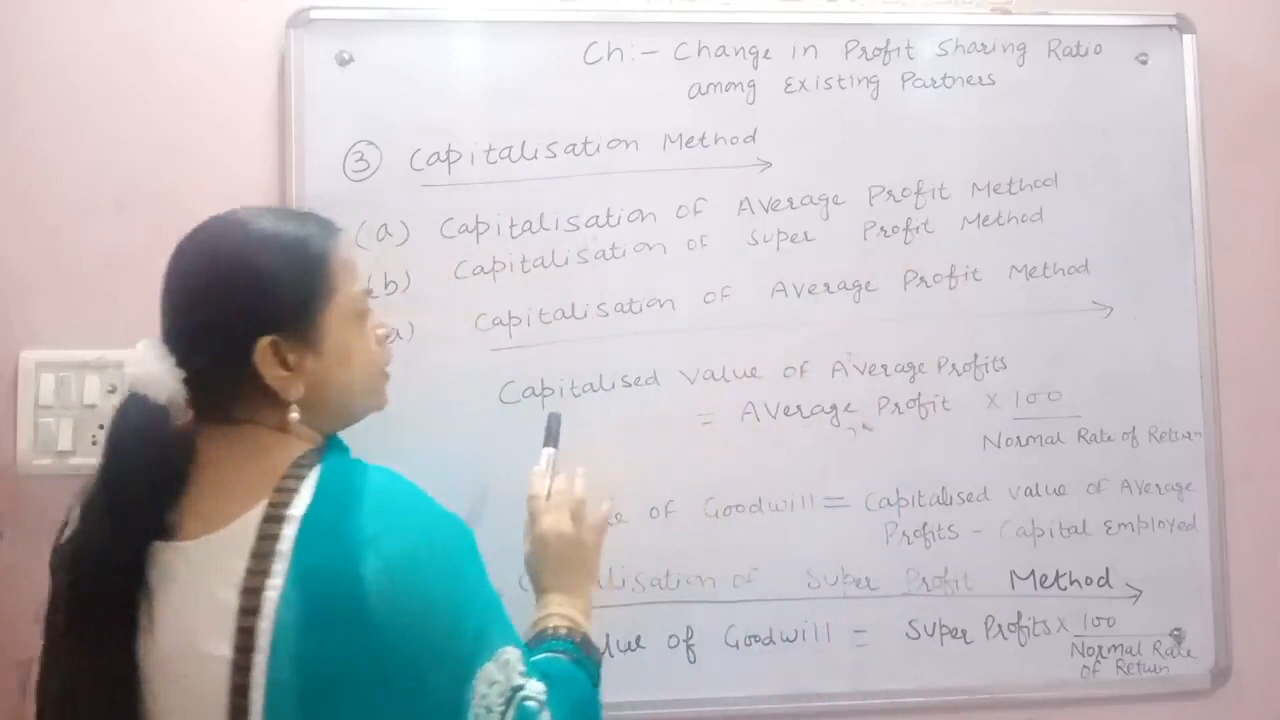 Ch:- Change in Profit Sharing Ratio
among Existing Partners
③ Capitalisation Method
(a) Capitalisation of Average Profit Method
(b) Capitalisation of Super Profit Method
a) Capitalisation of Average Profit Method
Capitalised value of Average Profits
= Average Profit × 100
Normal Rate of Return
of Goodwill = Capitalised value of Average
Profits - Capital Employed
of Super Profit Method
of Goodwill = Super Profits × 100
Normal Rate
of Return